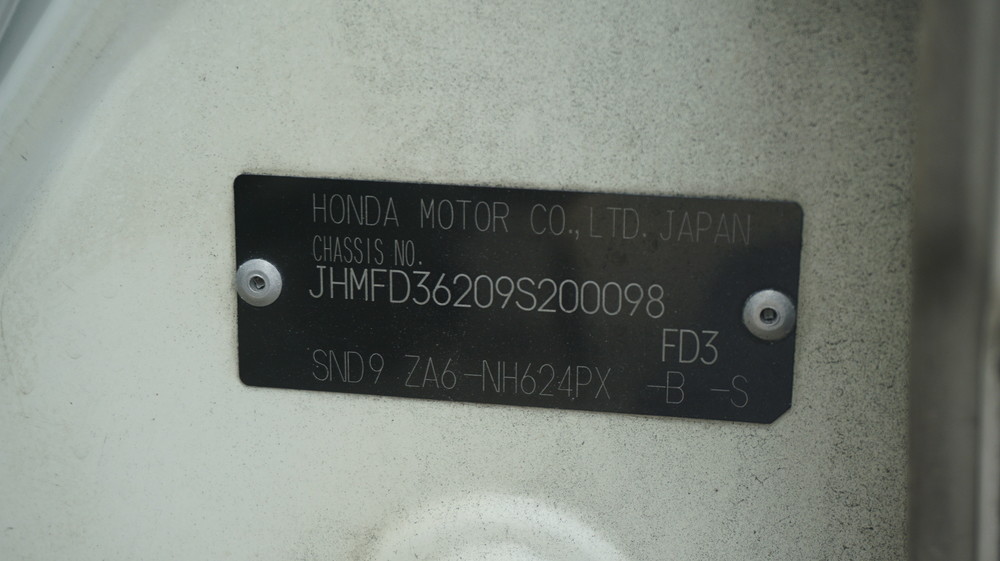 HONDA MOTOR CO.,LTD. JAPAN
CHASSIS NO.
JHMFD36209S200098
FD3
SND9 ZA6-NH624PX -B -S